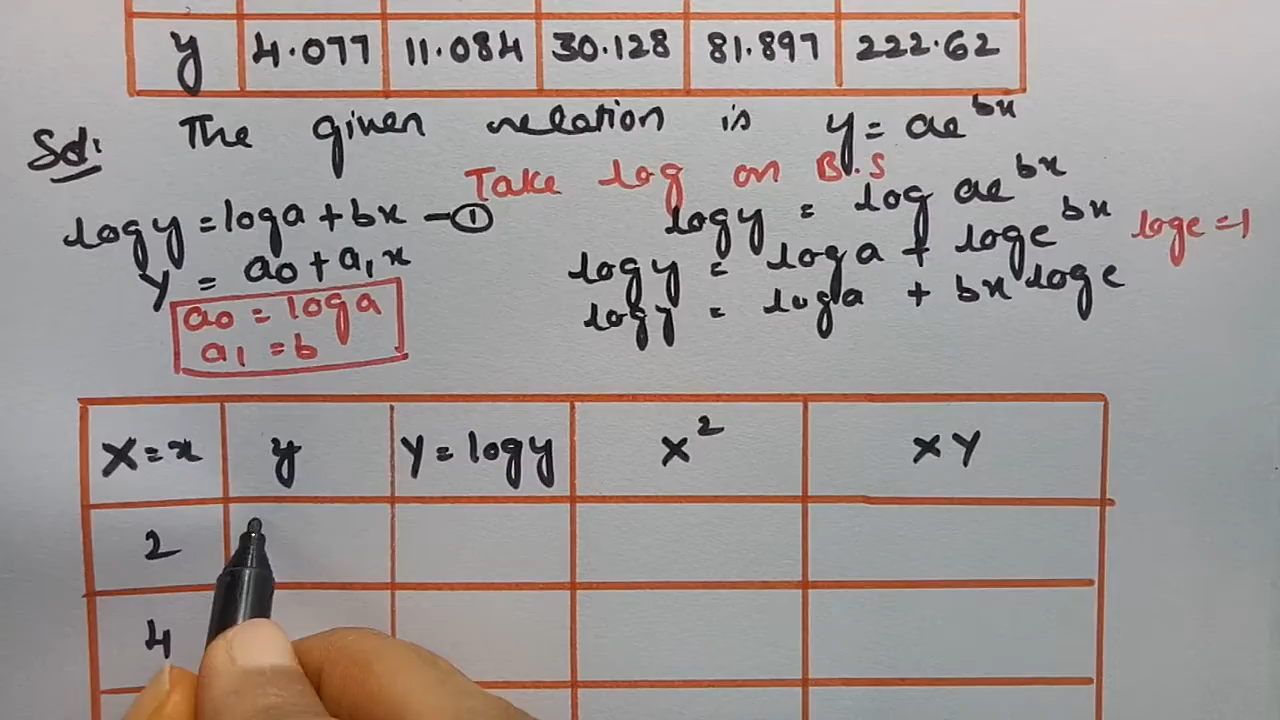 y 4.077 11.084 30.128 81.897 222.62
Sol: The given relation is y = ae^bx
Take log on B.S
log y = log a + bx — ①
Y = a0 + a1x
a0 = log a
a1 = b
log y = log ae^bx
log y = log a + log e^bx log e = 1
log y = log a + bx log e
X = x y Y = log y X² XY
2
4